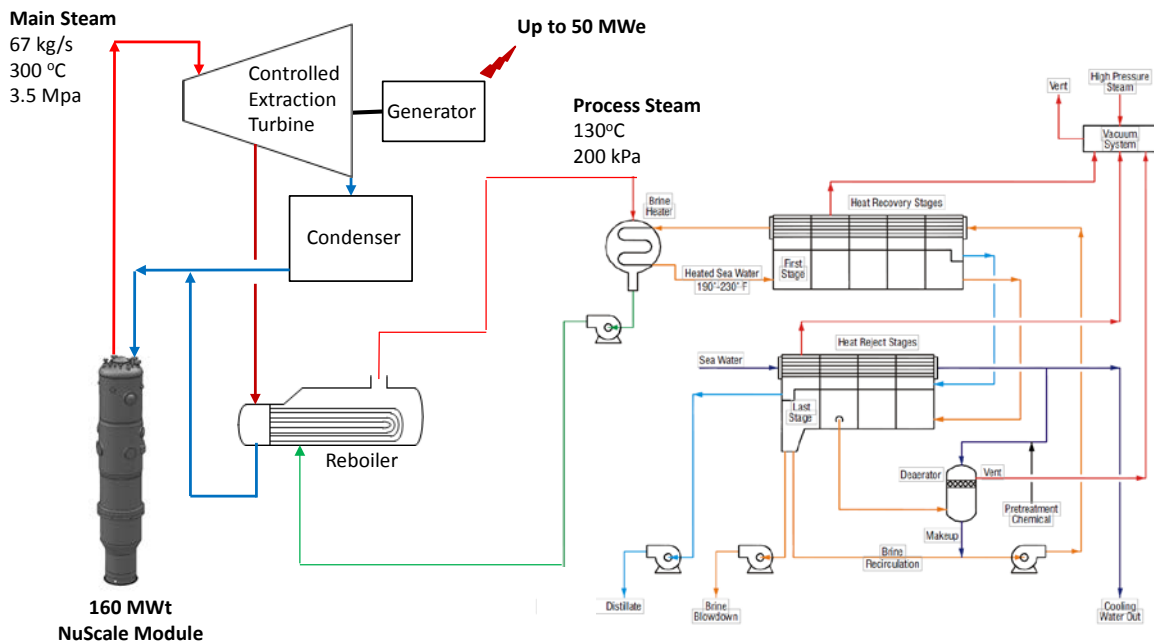 Main Steam
67 kg/s
300 °C
3.5 Mpa
Controlled
Extraction
Turbine
Generator
Up to 50 MWe
Condenser
Reboiler
160 MWt
NuScale Module
Process Steam
130°C
200 kPa
Brine
Heater
Heated Sea Water
190°-230°F
Heat Recovery Stages
First
Stage
Vent
High Pressure
Steam
Vacuum
System
Sea Water
Heat Reject Stages
Last
Stage
Deaerator
Vent
Pretreatment
Chemical
Makeup
Brine
Recirculation
Distillate
Brine
Blowdown
Cooling
Water Out